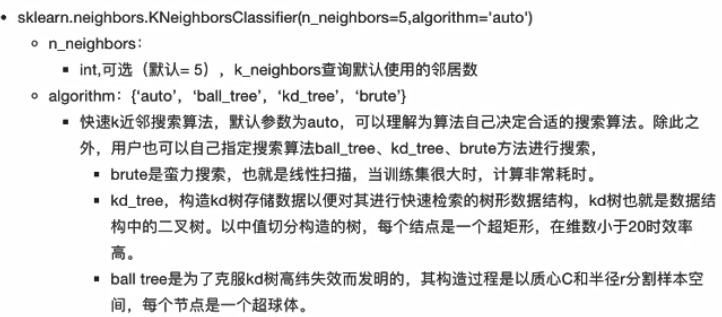 • sklearn.neighbors.KNeighborsClassifier(n_neighbors=5,algorithm='auto')
○ n_neighbors：
▪ int,可选（默认= 5），k_neighbors查询默认使用的邻居数
○ algorithm：{‘auto’，‘ball_tree’，‘kd_tree’，‘brute’}
▪ 快速k近邻搜索算法，默认参数为auto，可以理解为算法自己决定合适的搜索算法。除此之
外，用户也可以自己指定搜索算法ball_tree、kd_tree、brute方法进行搜索，
▪ brute是蛮力搜索，也就是线性扫描，当训练集很大时，计算非常耗时。
▪ kd_tree，构造kd树存储数据以便对其进行快速检索的树形数据结构，kd树也就是数据结
构中的二叉树。以中值切分构造的树，每个结点是一个超矩形，在维数小于20时效率
高。
▪ ball tree是为了克服kd树高纬失效而发明的，其构造过程是以质心C和半径r分割样本空
间，每个节点是一个超球体。